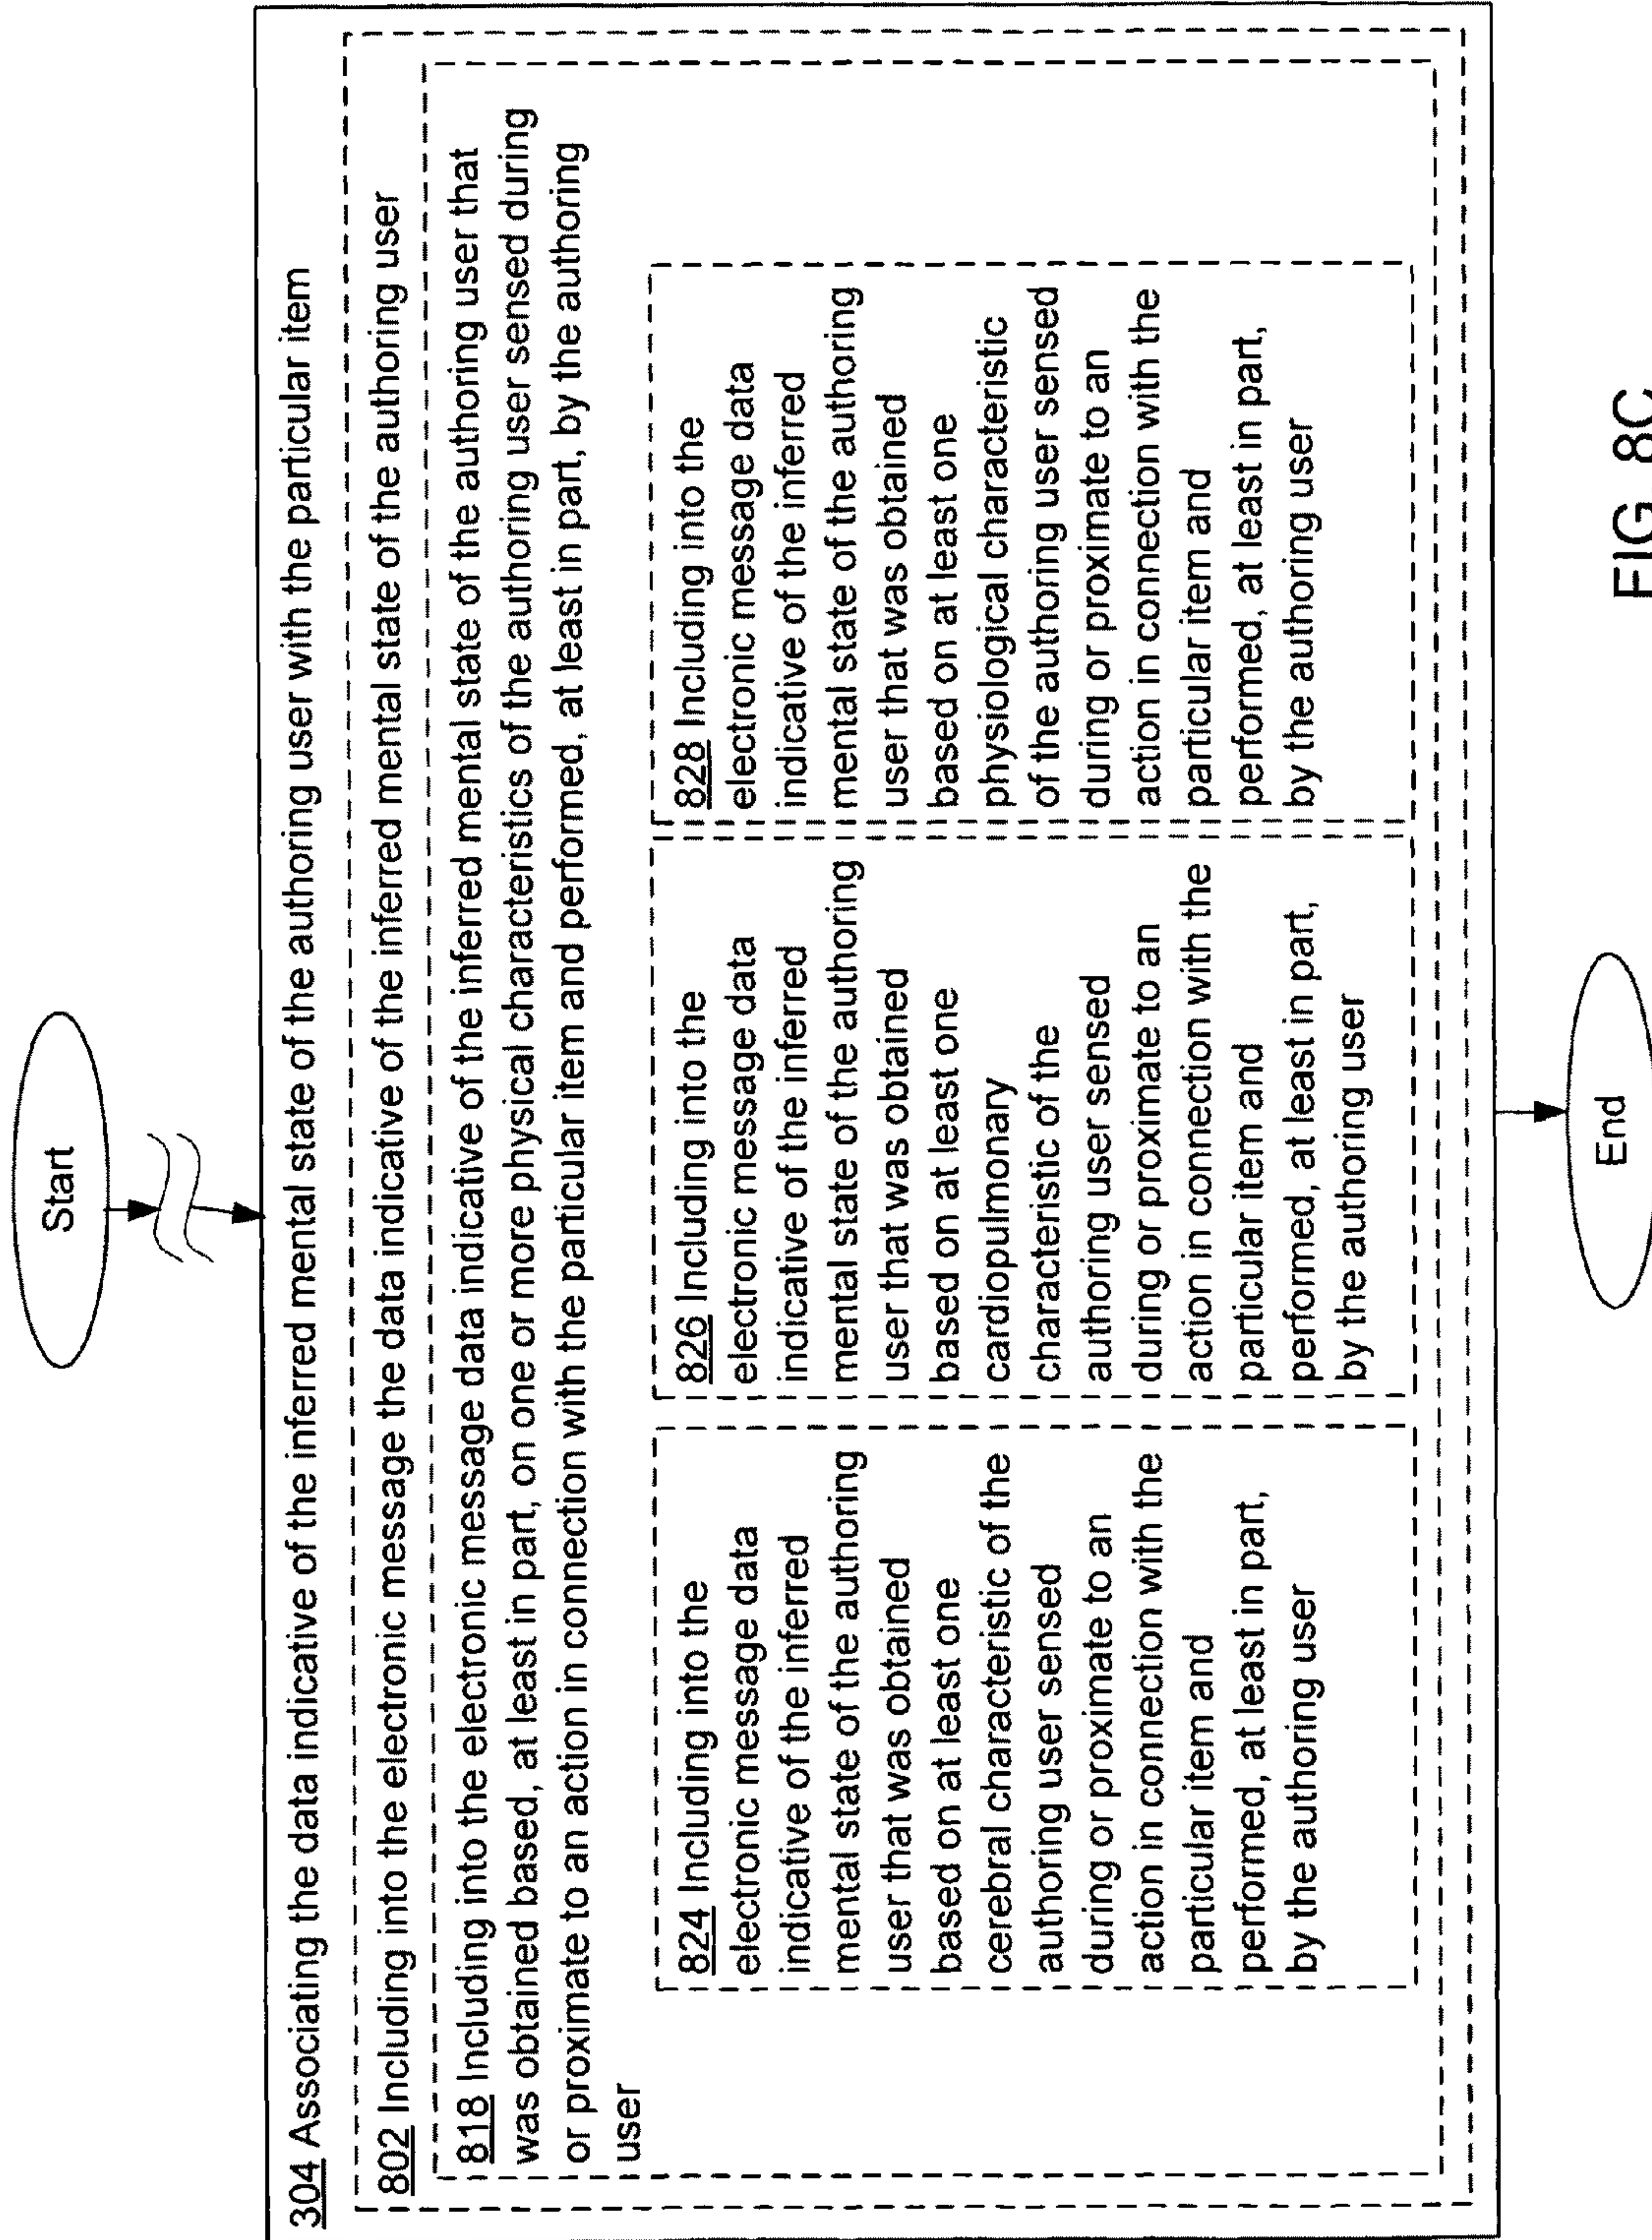 Start
304 Associating the data indicative of the inferred mental state of the authoring user with the particular item
802 Including into the electronic message the data indicative of the inferred mental state of the authoring user
818 Including into the electronic message data indicative of the inferred mental state of the authoring user that
was obtained based, at least in part, on one or more physical characteristics of the authoring user sensed during
or proximate to an action in connection with the particular item and performed, at least in part, by the authoring
user
824 Including into the
electronic message data
indicative of the inferred
mental state of the authoring
user that was obtained
based on at least one
cerebral characteristic of the
authoring user sensed
during or proximate to an
action in connection with the
particular item and
performed, at least in part,
by the authoring user
826 Including into the
electronic message data
indicative of the inferred
mental state of the authoring
user that was obtained
based on at least one
cardiopulmonary
characteristic of the
authoring user sensed
during or proximate to an
action in connection with the
particular item and
performed, at least in part,
by the authoring user
828 Including into the
electronic message data
indicative of the inferred
mental state of the authoring
user that was obtained
based on at least one
physiological characteristic
of the authoring user sensed
during or proximate to an
action in connection with the
particular item and
performed, at least in part,
by the authoring user
End
FIG. 8C